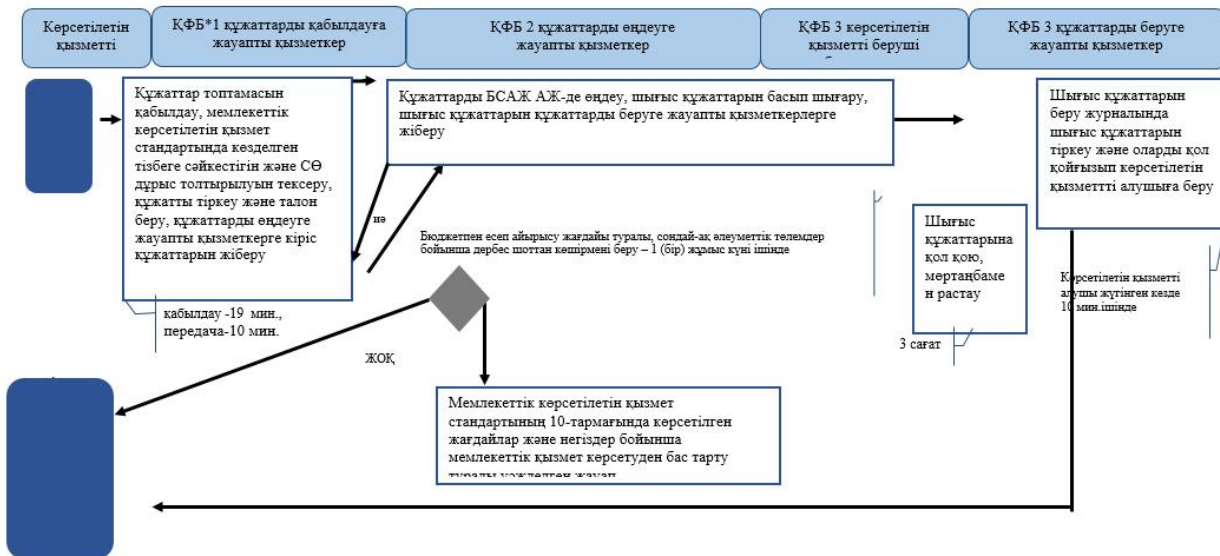 Көрсетілетін
қызметті
ҚФБ*1 құжаттарды қабылдауға
жауапты қызметкер
ҚФБ 2 құжаттарды өңдеуге
жауапты қызметкер
ҚФБ 3 көрсетілетін
қызметті беруші
ҚФБ 3 құжаттарды беруге
жауапты қызметкер
Құжаттар топтамасын
қабылдау, мемлекеттік
көрсетілетін қызмет
стандартында көзделген
тізбеге сәйкестігін және СӨ
дұрыс толтырылуын тексеру,
құжатты тіркеу және талон
беру, құжаттарды өңдеуге
жауапты қызметкерге кіріс
құжаттарын жіберу
Құжаттарды БСАЖ АЖ-де өңдеу, шығыс құжаттарын басып шығару,
шығыс құжаттарын құжаттарды беруге жауапты қызметкерлерге
жіберу
Шығыс құжаттарын
беру журналында
шығыс құжаттарын
тіркеу және оларды қол
қойғызып көрсетілетін
қызметтті алушыға беру
иә
Бюджетпен есеп айырысу жағдайы туралы, сондай-ақ әлеуметтік төлемдер
бойынша дербес шоттан көшірмені беру – 1 (бір) жұмыс күні ішінде
Шығыс
құжаттарына
қол қою,
мөртаңбаме
н растау
Көрсетілетін қызметті
алушы жүгінген кезде
10 мин.ішінде
қабылдау -19 мин.,
передача-10 мин.
3 сағат
ЖОҚ
Мемлекеттік көрсетілетін қызмет
стандартының 10-тармағында көрсетілген
жағдайлар және негіздер бойынша
мемлекеттік қызмет көрсетуден бас тарту
туралы уәжделген жауап